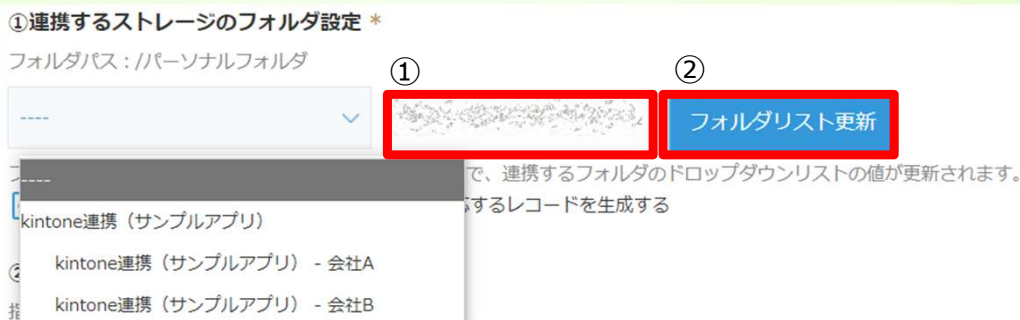 ①連携するストレージのフォルダ設定 *
フォルダパス：/パーソナルフォルダ
① ②
---- フォルダリスト更新
---- で、連携するフォルダのドロップダウンリストの値が更新されます。
するレコードを生成する
kintone連携（サンプルアプリ）
kintone連携（サンプルアプリ） - 会社A
kintone連携（サンプルアプリ） - 会社B